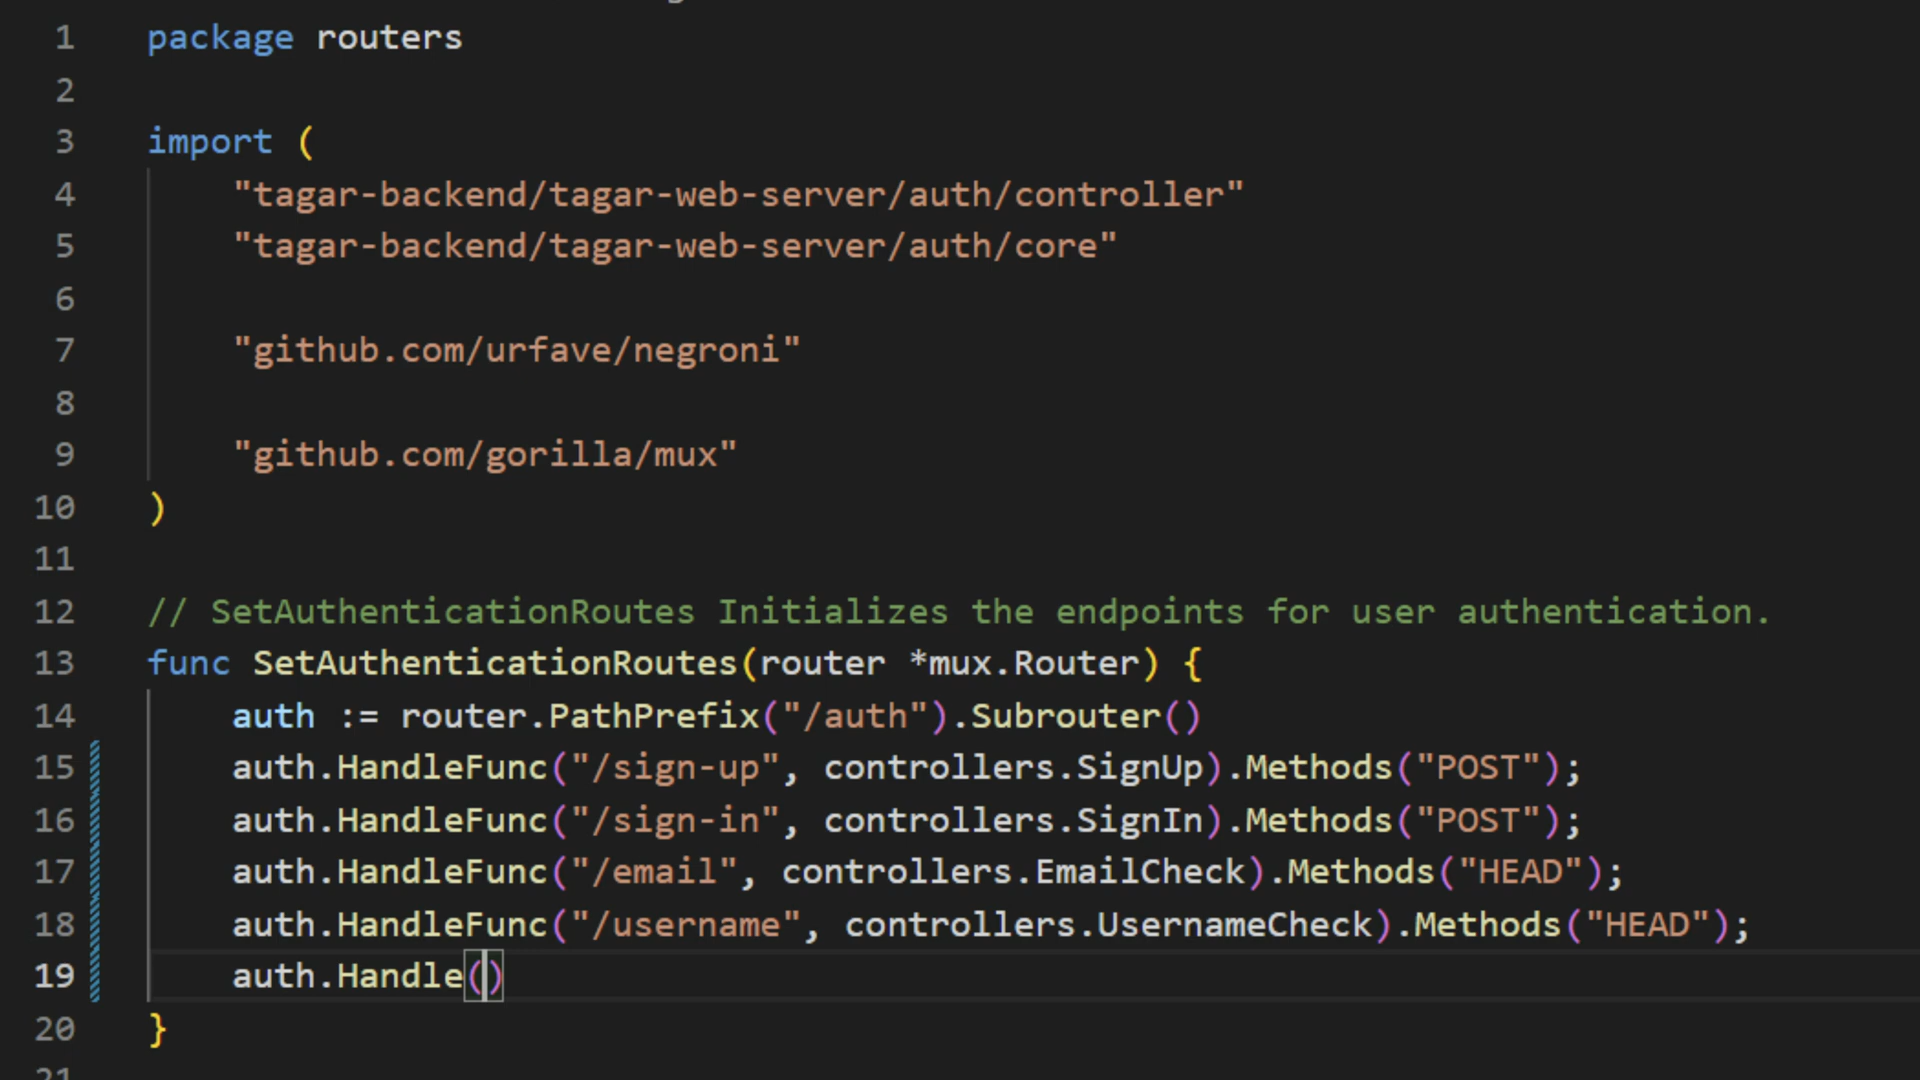 1 package routers
2
3 import (
4 "tagar-backend/tagar-web-server/auth/controller"
5 "tagar-backend/tagar-web-server/auth/core"
6
7 "github.com/urfave/negroni"
8
9 "github.com/gorilla/mux"
10 )
11
12 // SetAuthenticationRoutes Initializes the endpoints for user authentication.
13 func SetAuthenticationRoutes(router *mux.Router) {
14 auth := router.PathPrefix("/auth").Subrouter()
15 auth.HandleFunc("/sign-up", controllers.SignUp).Methods("POST");
16 auth.HandleFunc("/sign-in", controllers.SignIn).Methods("POST");
17 auth.HandleFunc("/email", controllers.EmailCheck).Methods("HEAD");
18 auth.HandleFunc("/username", controllers.UsernameCheck).Methods("HEAD");
19 auth.Handle()
20 }
21